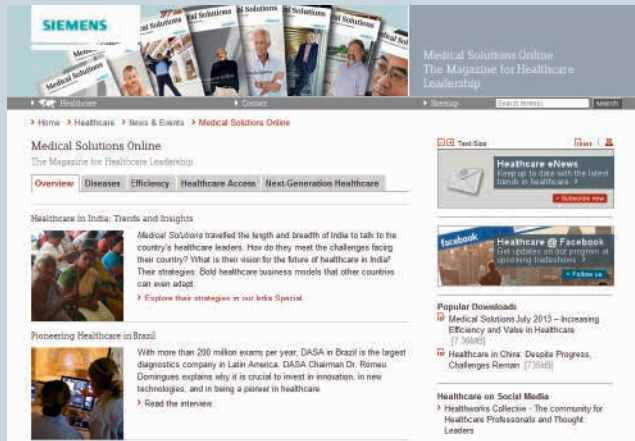 SIEMENS
Medical Solutions
Medical Solutions
Medical Solutions
Medical Solutions Online
The Magazine for Healthcare
Leadership
Healthcare
Contact
Sitemap
search
Home > Healthcare > News & Events > Medical Solutions Online
Medical Solutions Online
The Magazine for Healthcare Leadership
Overview Diseases Efficiency Healthcare Access Next-Generation Healthcare
Healthcare in India: Trends and Insights
Medical Solutions travelled the length and breadth of India to talk to the
country's healthcare leaders. How do they meet the challenges facing
their country? What is their vision for the future of healthcare in India?
Their strategies: Bold healthcare business models that other countries
can even adapt.
> Explore their strategies in our India Special.
Pioneering Healthcare in Brazil
With more than 200 million exams per year, DASA in Brazil is the largest
diagnostics company in Latin America. DASA Chairman Dr. Romeu
Domingues explains why it is crucial to invest in innovation, in new
technologies, and in being a pioneer in healthcare.
> Read the interview
Text Size
Healthcare eNews
Keep up to date with the latest
trends in healthcare >
Subscribe now
facebook
Healthcare @ Facebook
Get updates on our program at
upcoming tradeshows >
Follow us
Popular Downloads
Medical Solutions July 2013 – Increasing
Efficiency and Value in Healthcare
Healthcare in China: Despite Progress,
Challenges Remain
Healthcare on Social Media
> Healthworks Collective - The community for
Healthcare Professionals and Thought
Leaders